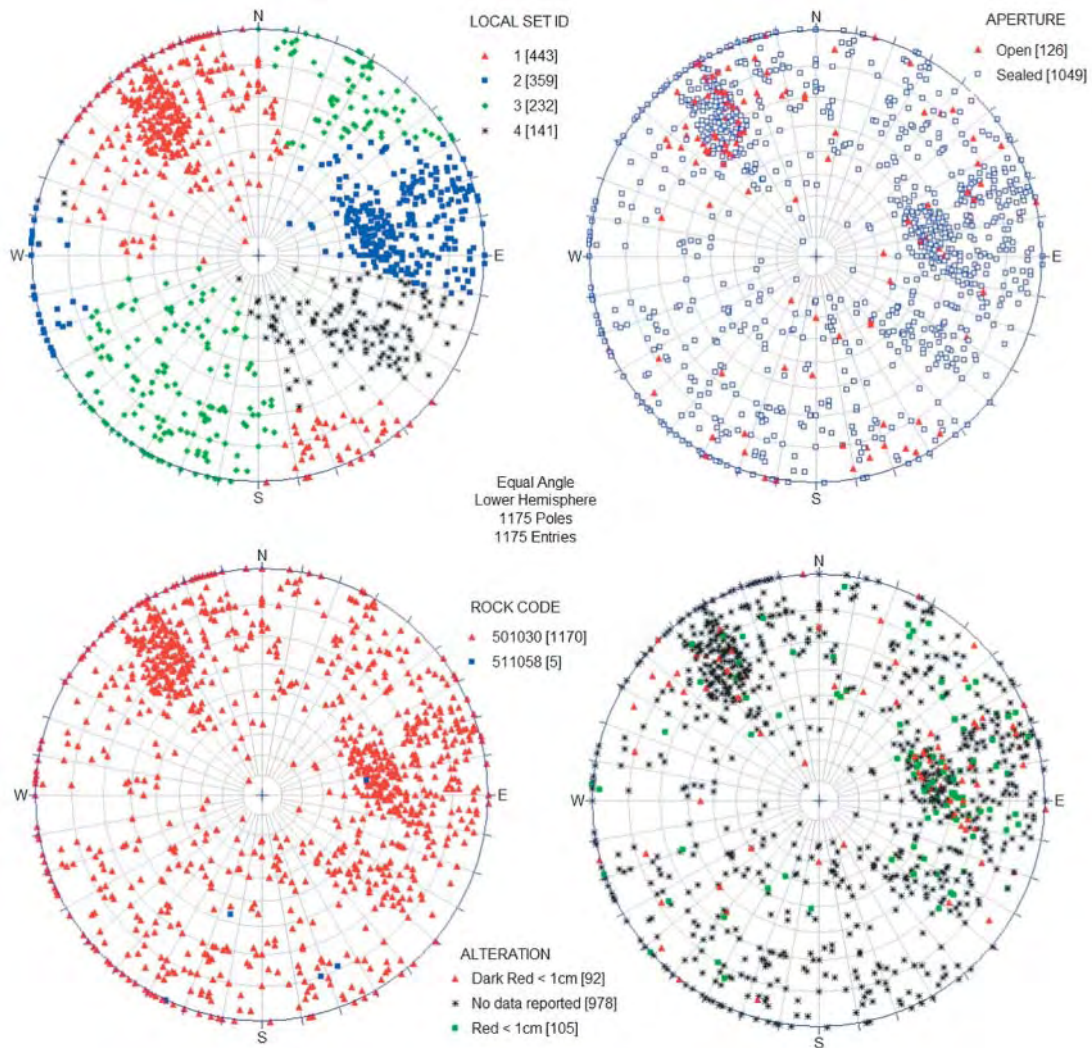 N
LOCAL SET ID
1 [443]
2 [359]
3 [232]
4 [141]
W
E
S
N
APERTURE
Open [126]
Sealed [1049]
W
E
S
Equal Angle
Lower Hemisphere
1175 Poles
1175 Entries
N
ROCK CODE
501030 [1170]
511058 [5]
W
E
S
N
W
E
S
ALTERATION
Dark Red < 1cm [92]
No data reported [978]
Red < 1cm [105]